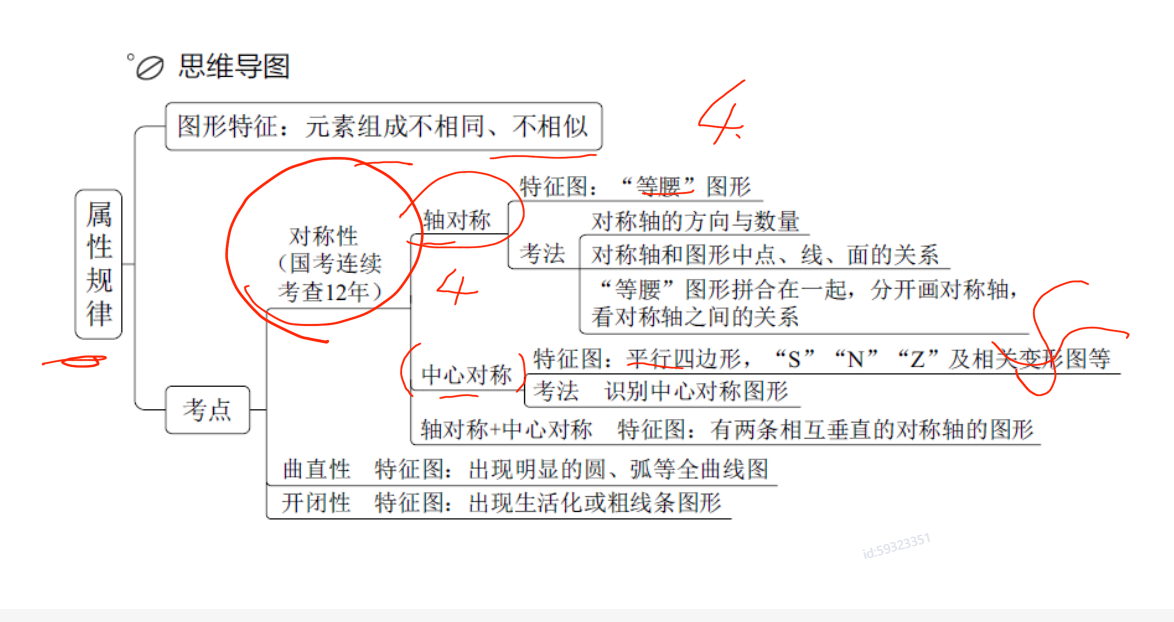 思维导图
图形特征：元素组成不相同、不相似
4.
属性规律
特征图：“等腰”图形
轴对称
对称轴的方向与数量
对称性
（国考连续
考查12年）
考法
对称轴和图形中点、线、面的关系
4
“等腰”图形拼合在一起，分开画对称轴，
看对称轴之间的关系
中心对称
特征图：平行四边形，“S”“N”“Z”及相关变形图等
考法 识别中心对称图形
考点
轴对称+中心对称 特征图：有两条相互垂直的对称轴的图形
曲直性 特征图：出现明显的圆、弧等全曲线图
开闭性 特征图：出现生活化或粗线条图形
id:59323351